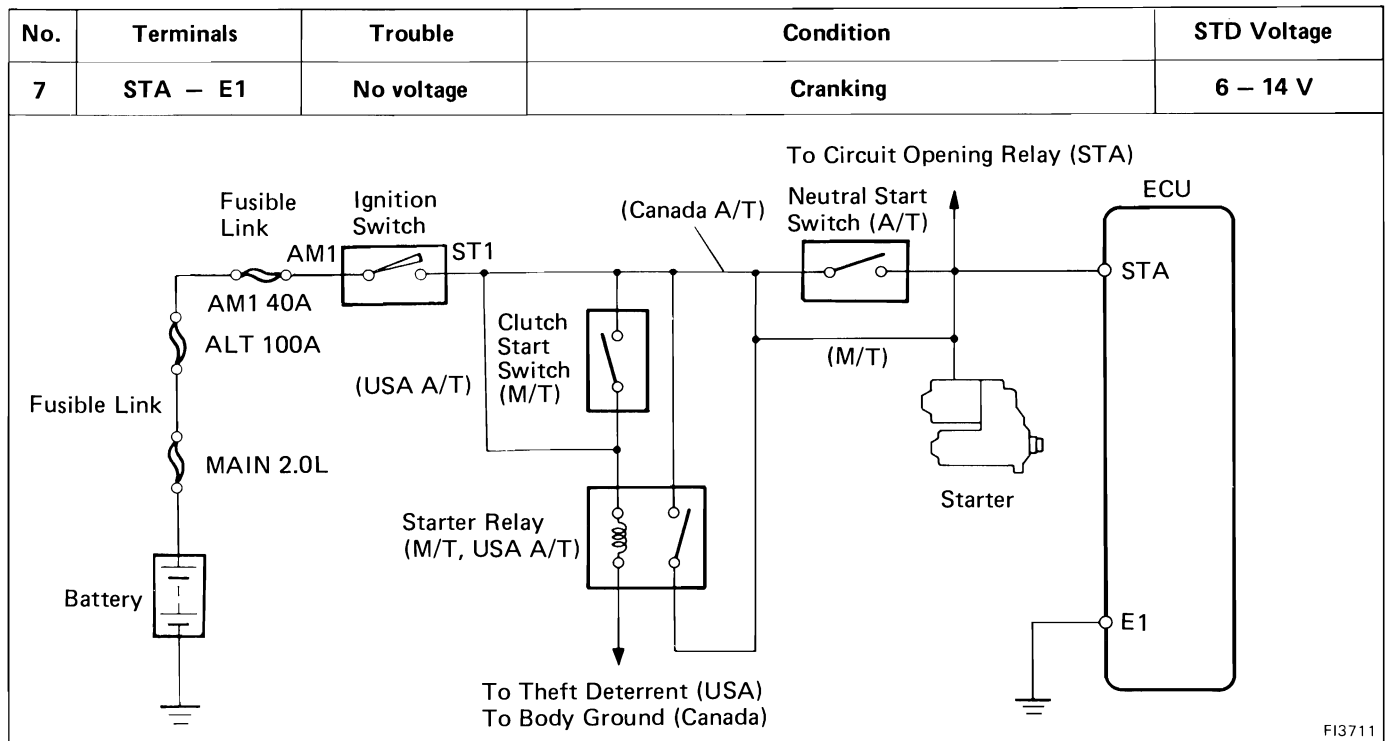 No. Terminals Trouble Condition STD Voltage
7 STA – E1 No voltage Cranking 6 – 14 V
To Circuit Opening Relay (STA)
Fusible
Link
Ignition
Switch
(Canada A/T)
Neutral Start
Switch (A/T)
ECU
AM1
ST1
STA
AM1 40A
ALT 100A
Clutch
Start
Switch
(M/T)
(USA A/T)
(M/T)
Fusible Link
MAIN 2.0L
Starter
Starter Relay
(M/T, USA A/T)
Battery
E1
To Theft Deterrent (USA)
To Body Ground (Canada)
FI3711